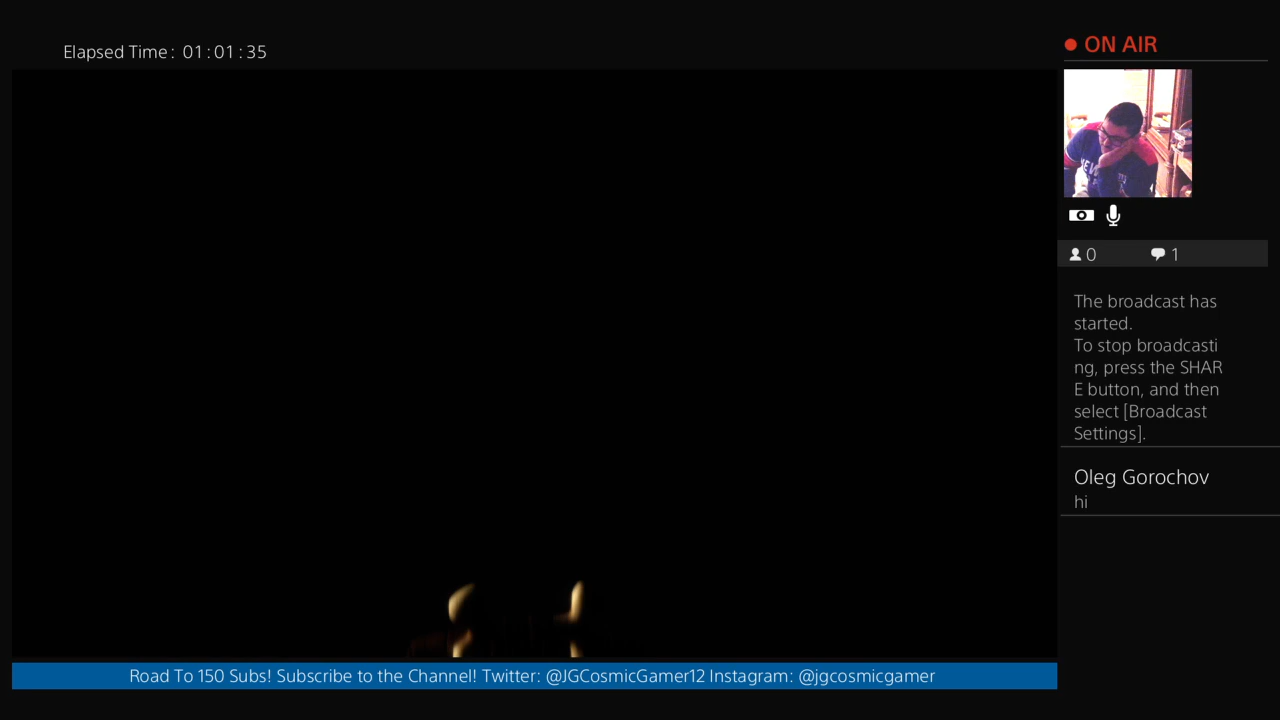 Elapsed Time: 01:01:35
ON AIR
0 1
The broadcast has
started.
To stop broadcasti
ng, press the SHAR
E button, and then
select [Broadcast
Settings].
Oleg Gorochov
hi
Road To 150 Subs! Subscribe to the Channel! Twitter: @JGCosmicGamer12 Instagram: @jgcosmicgamer